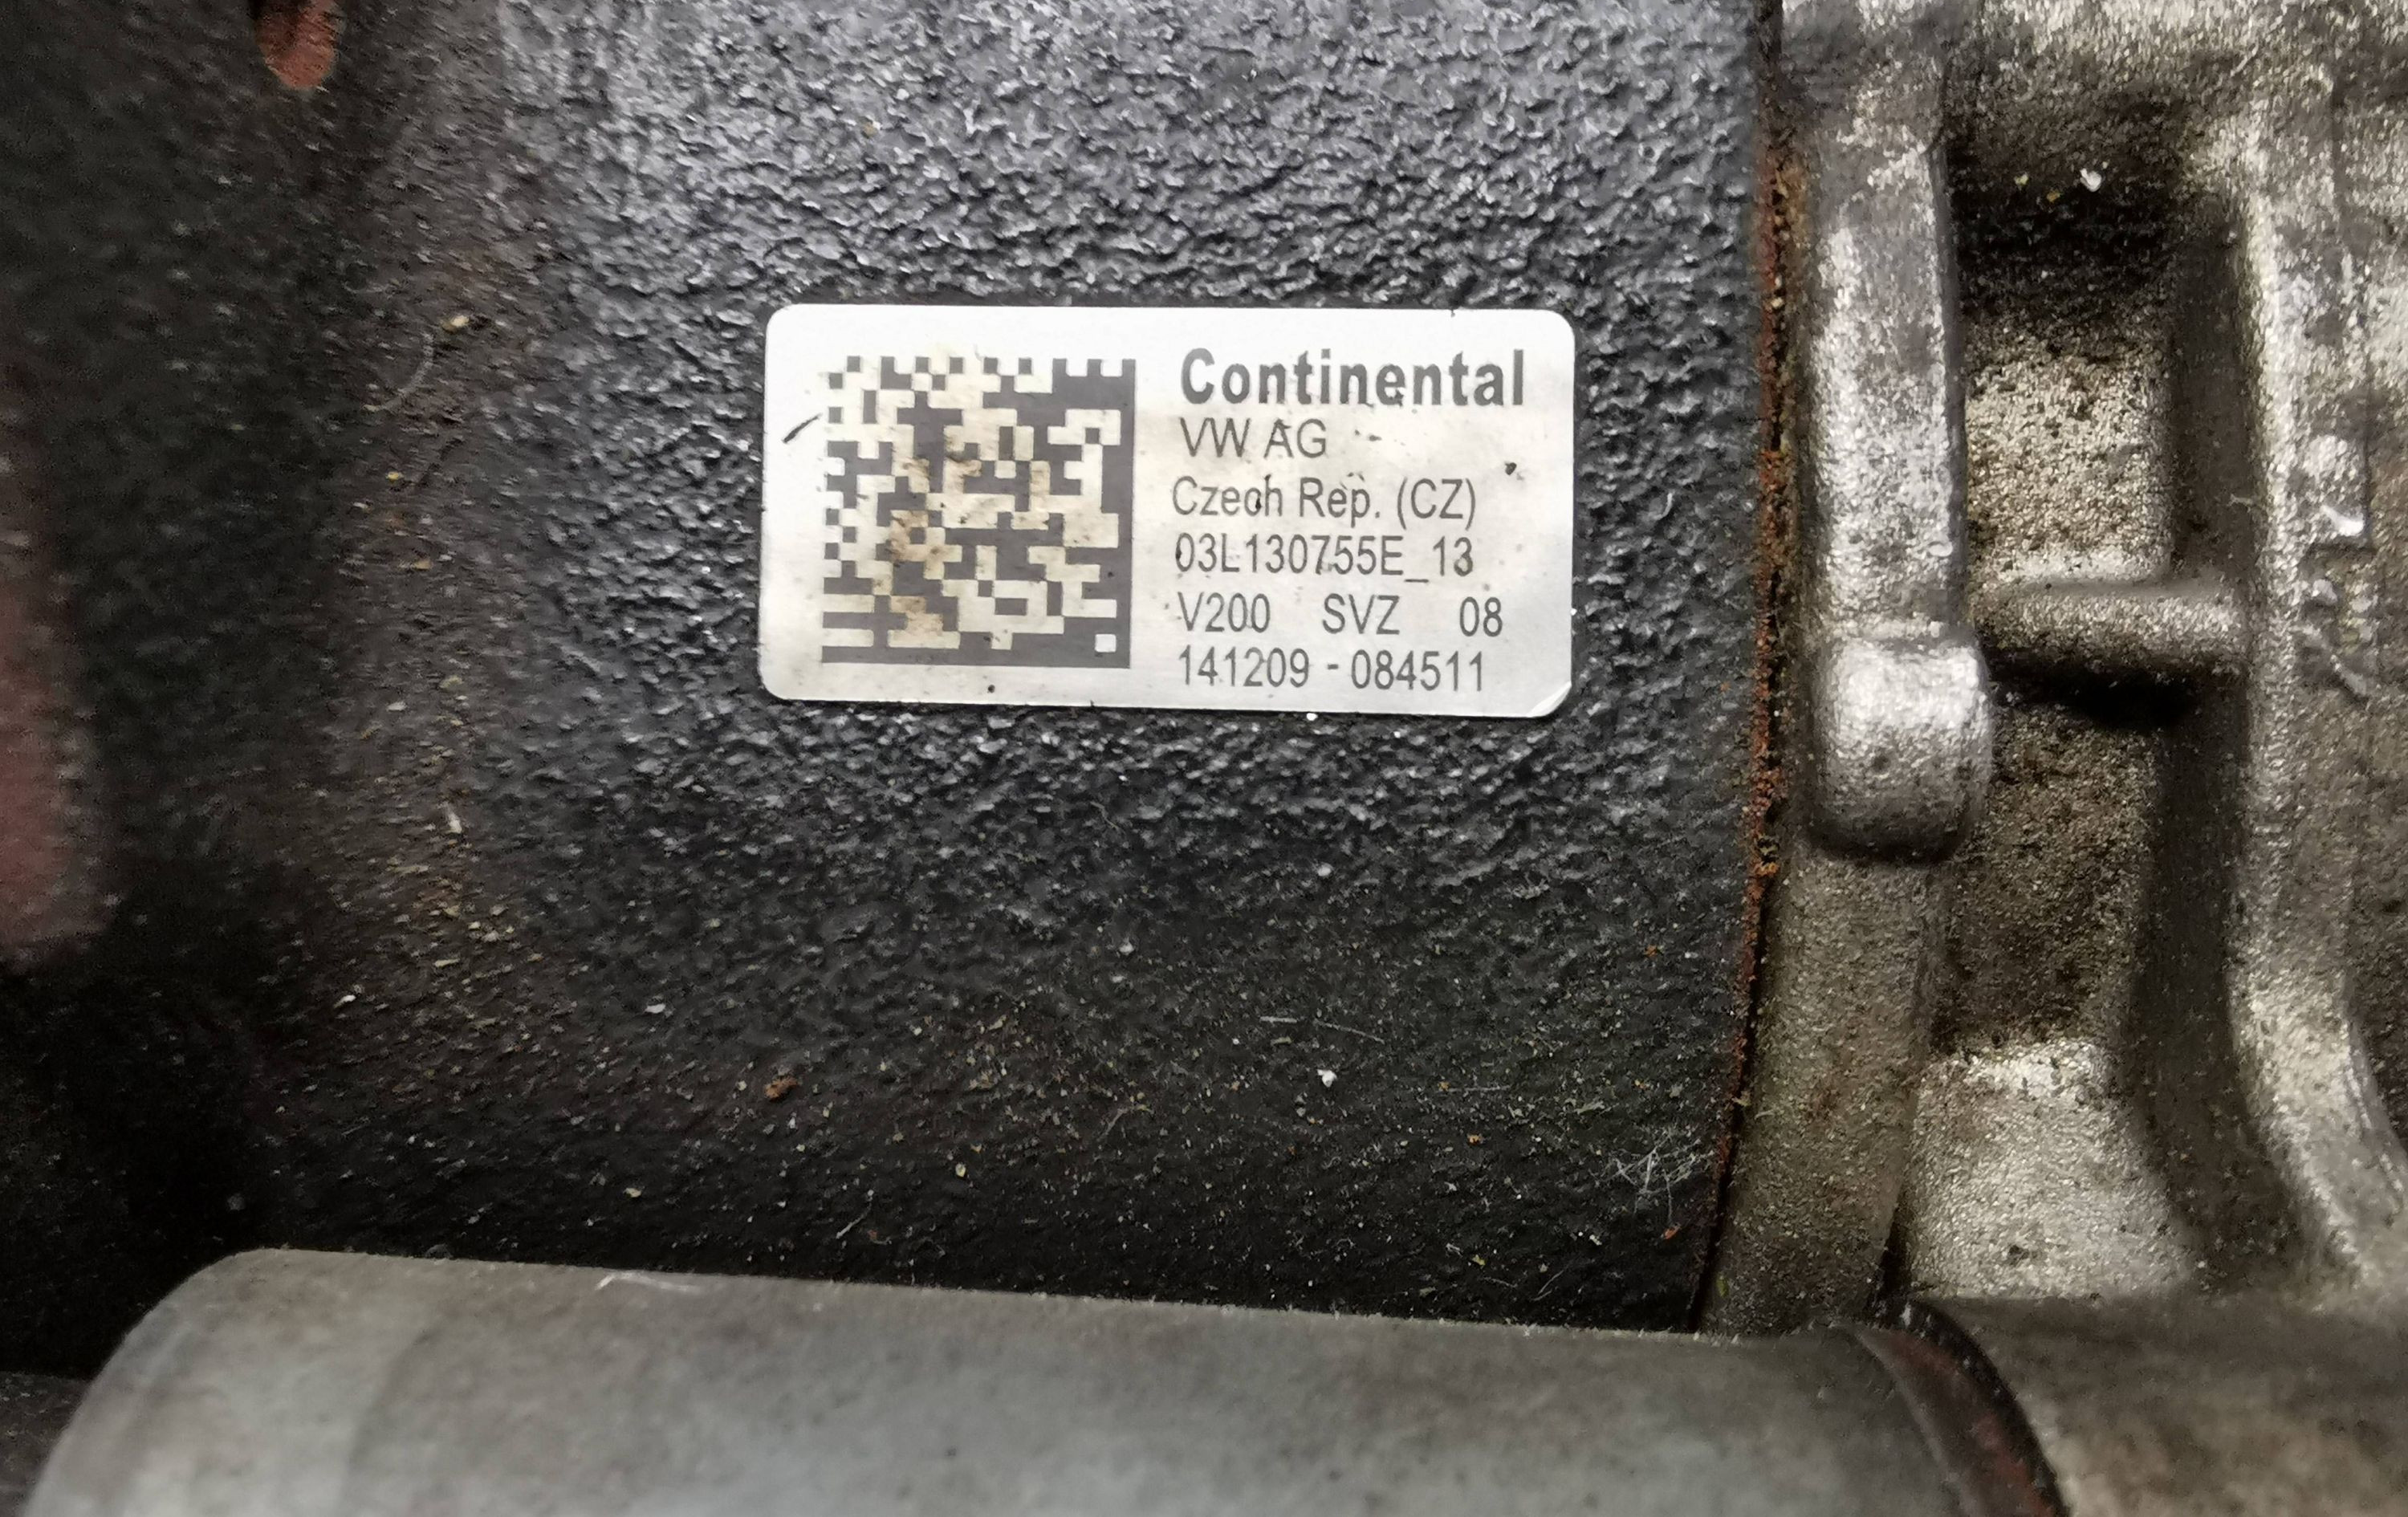 Continental
VW AG
Czech Rep. (CZ)
03L130755E_13
V200 SVZ 08
141209 - 084511